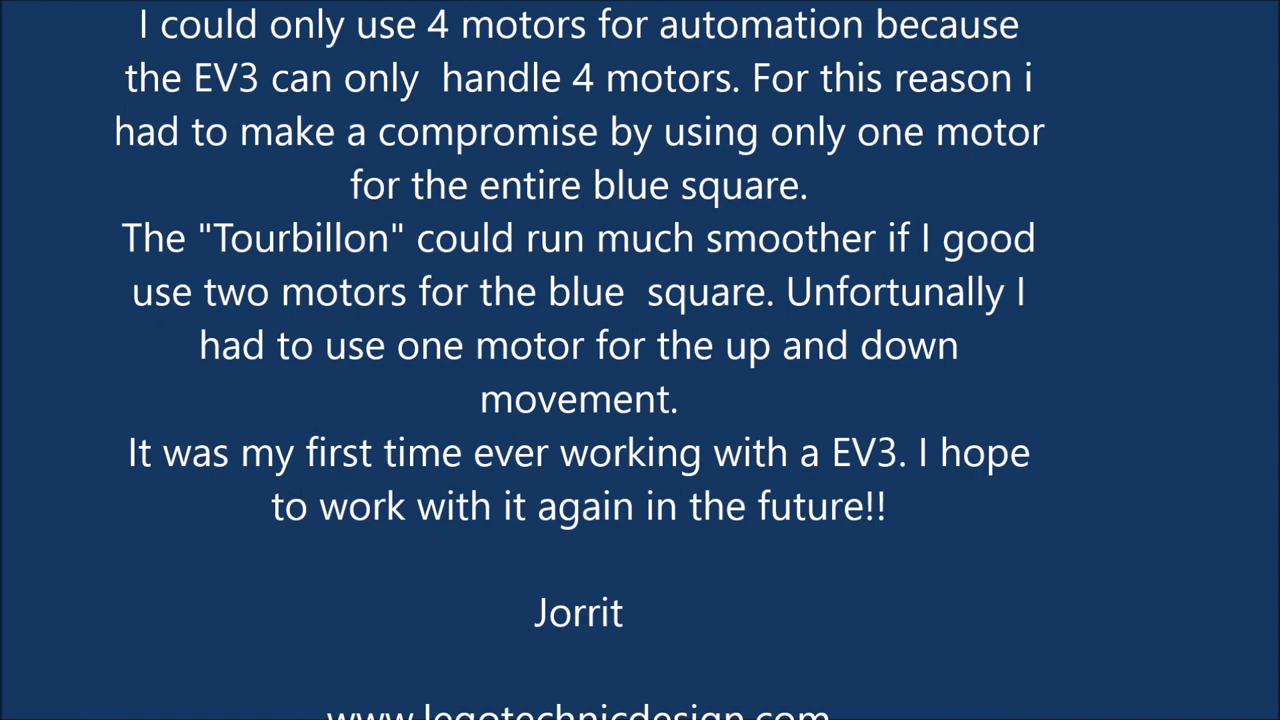 I could only use 4 motors for automation because
the EV3 can only  handle 4 motors. For this reason i
had to make a compromise by using only one motor
for the entire blue square.
The "Tourbillon" could run much smoother if I good
use two motors for the blue  square. Unfortunally I
had to use one motor for the up and down
movement.
It was my first time ever working with a EV3. I hope
to work with it again in the future!!
Jorrit
www.legotechnicdesign.com